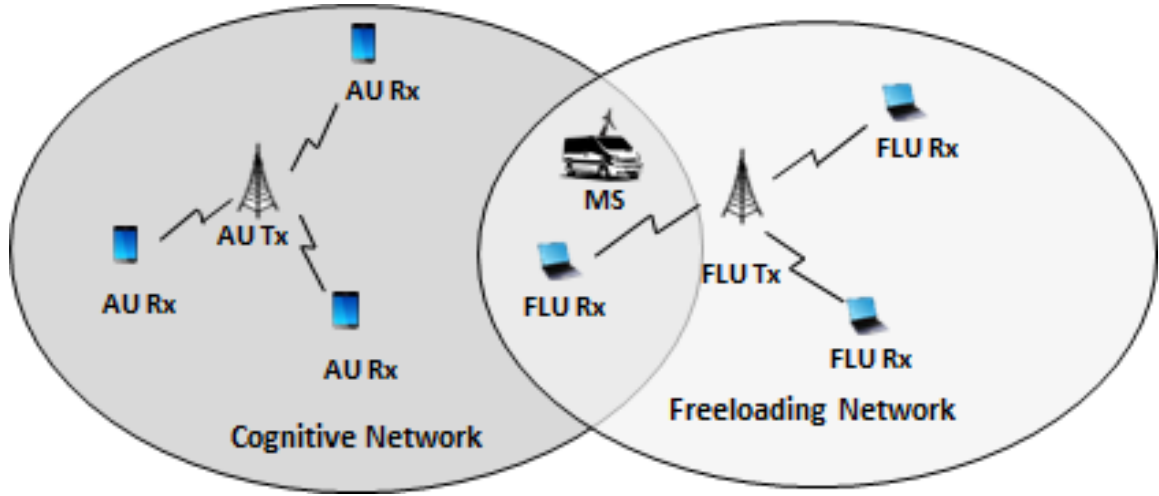 AU Rx
AU Tx
AU Rx
AU Rx
Cognitive Network
MS
FLU Rx
FLU Rx
FLU Tx
FLU Rx
Freeloading Network